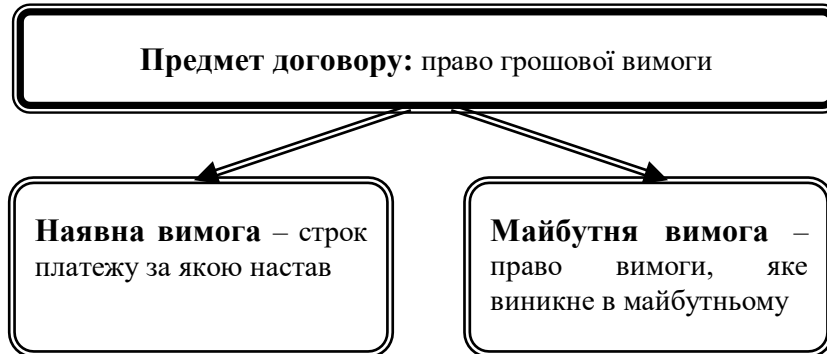 Предмет договору: право грошової вимоги
Наявна вимога – строк
платежу за якою настав
Майбутня вимога –
право вимоги, яке
виникне в майбутньому